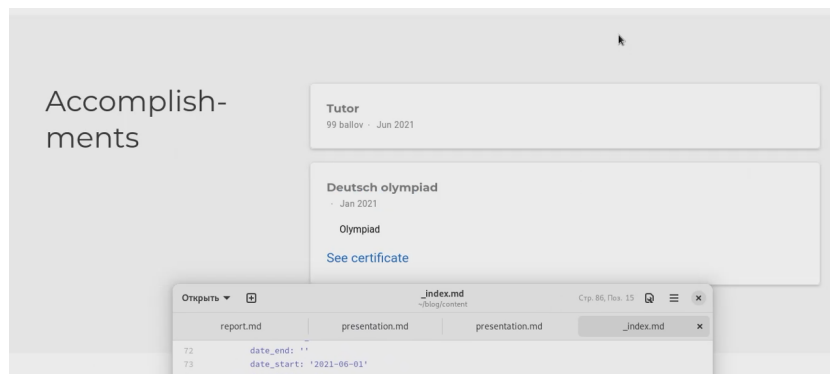 Accomplish-
ments
Tutor
99 ballov · Jun 2021
Deutsch olympiad
· Jan 2021
Olympiad
See certificate
Открыть
_index.md
~/blog/content
Стр. 86, Поз. 15
report.md
presentation.md
presentation.md
_index.md
72 date_end: ''
73 date_start: '2021-06-01'